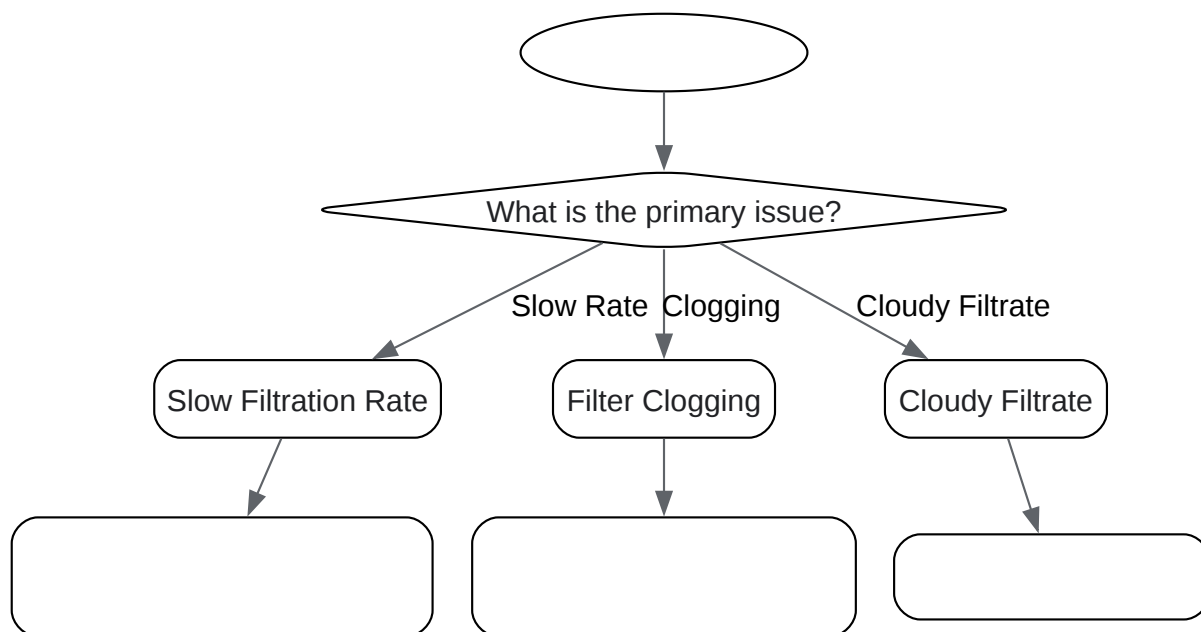 What is the primary issue?
Slow Rate
Clogging
Cloudy Filtrate
Slow Filtration Rate
Filter Clogging
Cloudy Filtrate